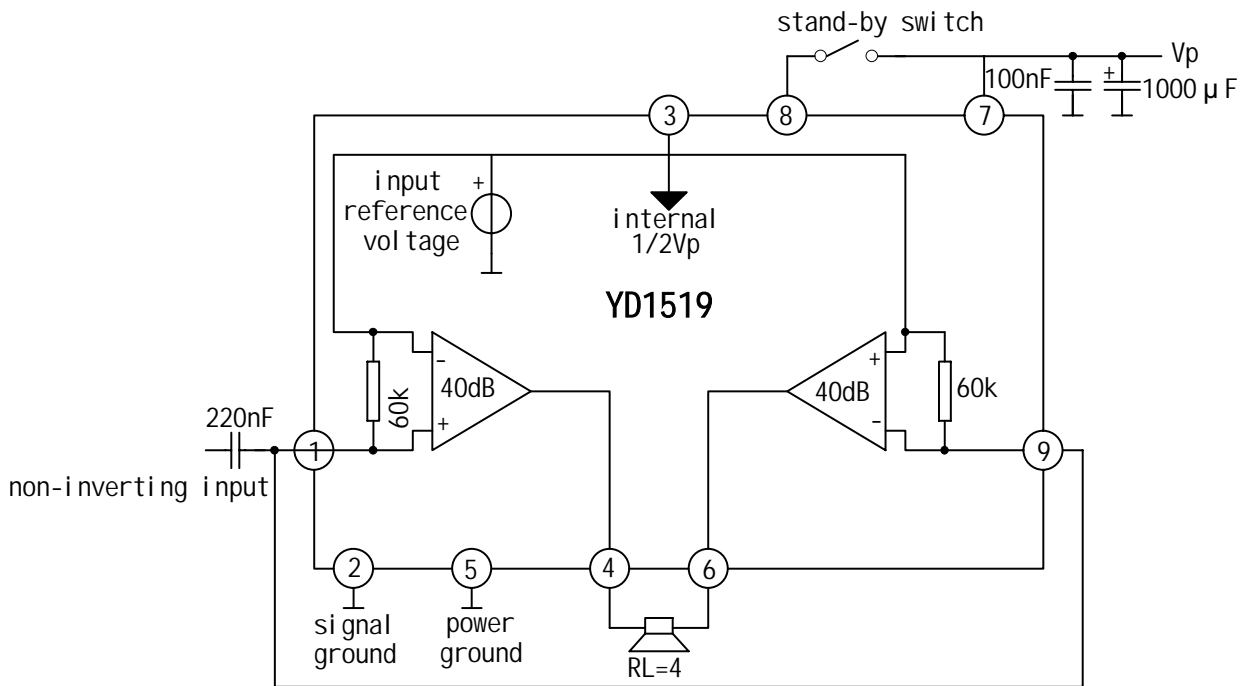 stand-by switch
Vp
100nF
+
1000 μ F
3
8
7
input
reference
voltage
+
internal
1/2Vp
YD1519
-
40dB
+
60k
+
40dB
-
60k
220nF
1
9
non-inverting input
2
5
4
6
signal
ground
power
ground
RL=4